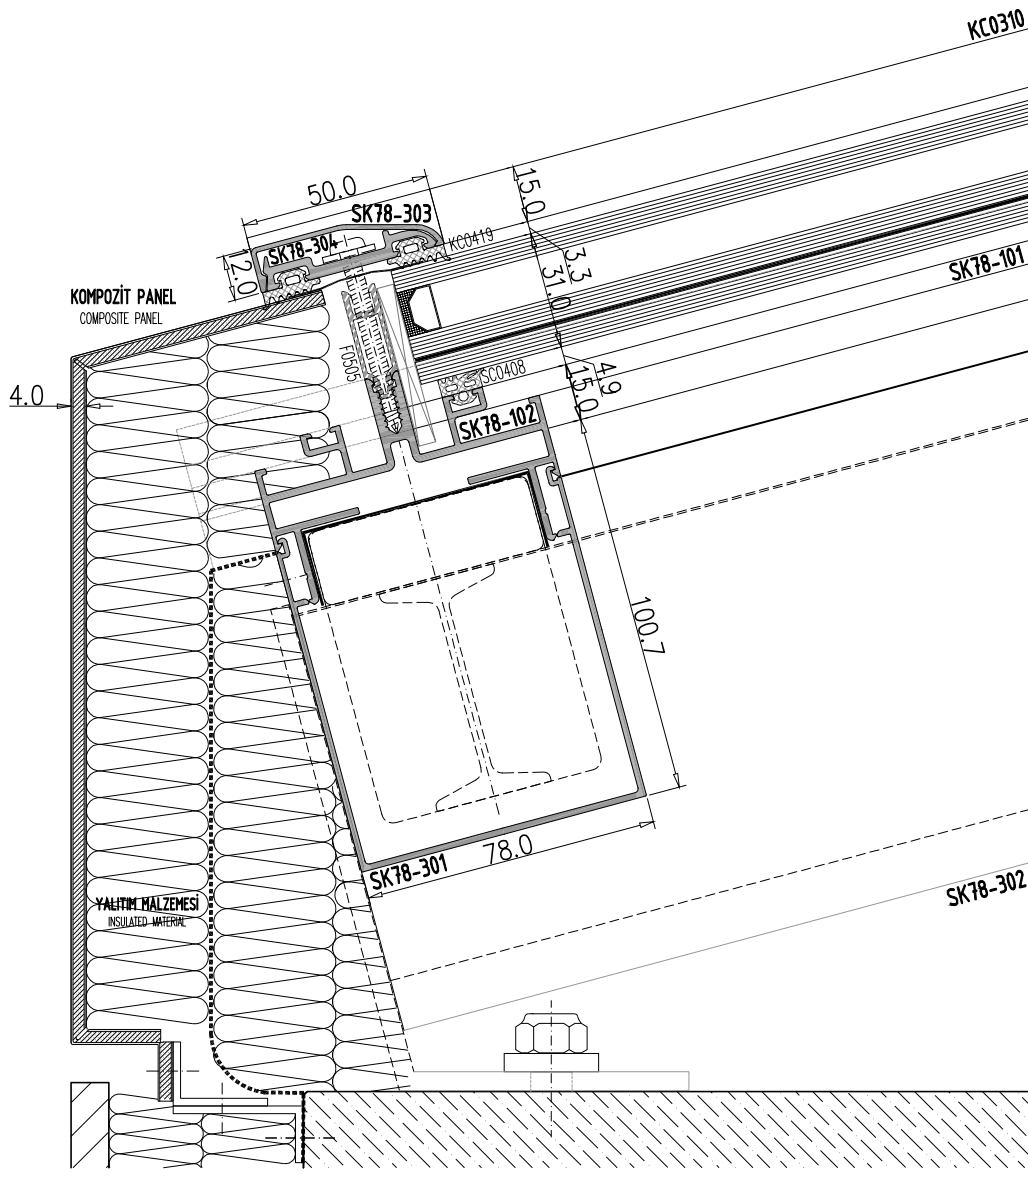 KC0310
50.0
15.0
SK78-303
SK78-304
KC0419
12.0
3.3
31.0
SK78-101
KOMPOZİT PANEL
COMPOSITE PANEL
F0505
SC0408
4.9
15.0
4.0
SK78-102
100.7
78.0
SK78-301
SK78-302
YALITIM MALZEMESİ
INSULATED MATERIAL